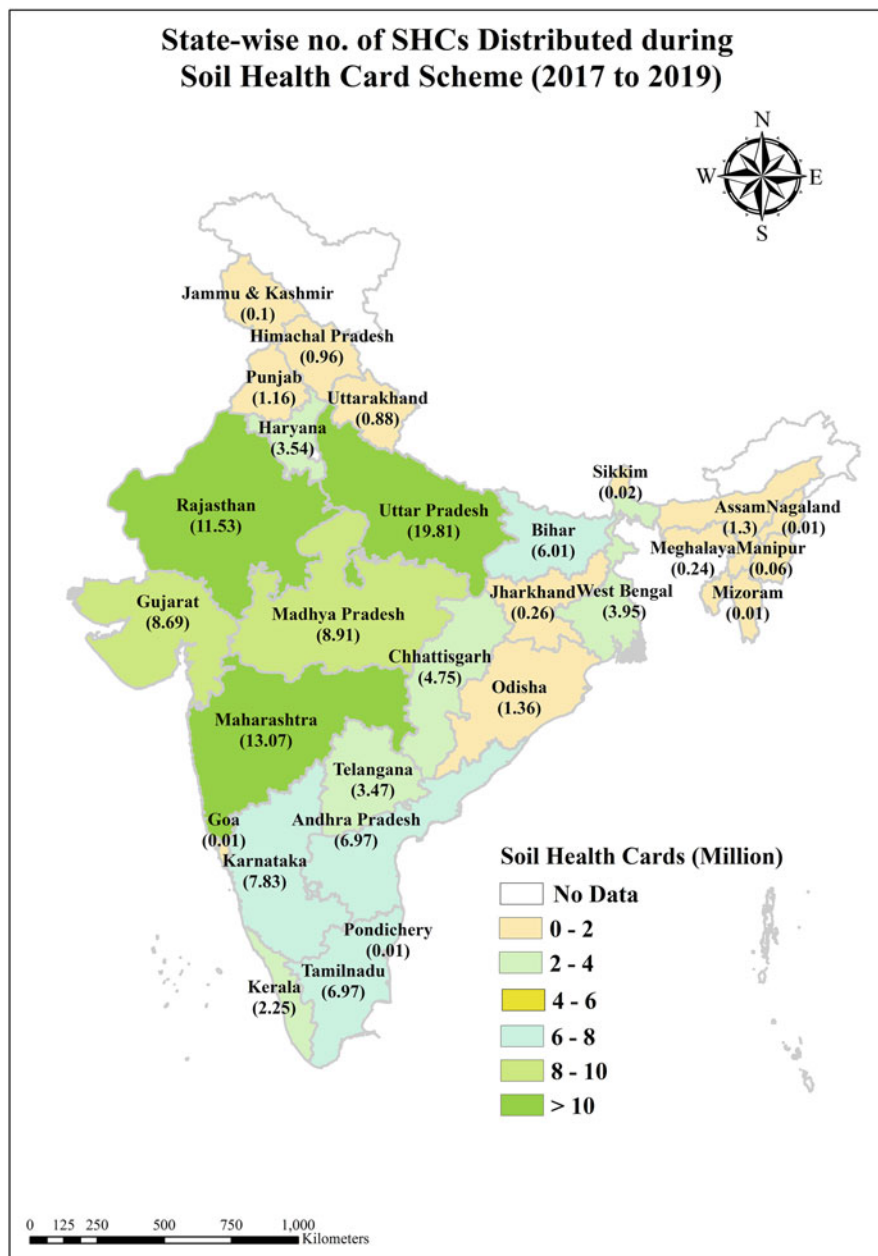 State-wise no. of SHCs Distributed during
Soil Health Card Scheme (2017 to 2019)
N
W
E
S
Jammu & Kashmir
(0.1)
Himachal Pradesh
(0.96)
Punjab
(1.16)
Uttarakhand
(0.88)
Haryana
(3.54)
Sikkim
(0.02)
Rajasthan
(11.53)
Uttar Pradesh
(19.81)
Bihar
(6.01)
Assam
(1.3)
Nagaland
(0.01)
Meghalaya
(0.24)
Manipur
(0.06)
Mizoram
(0.01)
Gujarat
(8.69)
Madhya Pradesh
(8.91)
Jharkhand
(0.26)
West Bengal
(3.95)
Chhattisgarh
(4.75)
Odisha
(1.36)
Maharashtra
(13.07)
Telangana
(3.47)
Goa
(0.01)
Andhra Pradesh
(6.97)
Karnataka
(7.83)
Pondichery
(0.01)
Tamilnadu
(6.97)
Kerala
(2.25)
Soil Health Cards (Million)
No Data
0 - 2
2 - 4
4 - 6
6 - 8
8 - 10
> 10
0 125 250 500 750 1,000
Kilometers